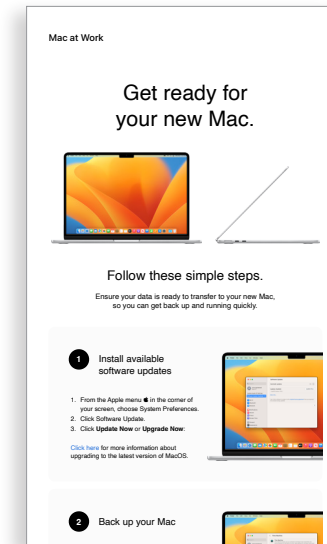 Mac at Work
Get ready for
your new Mac.
Follow these simple steps.
Ensure your data is ready to transfer to your new Mac,
so you can get back up and running quickly.
1 Install available
software updates
1. From the Apple menu  in the corner of
your screen, choose System Preferences.
2. Click Software Update.
3. Click Update Now or Upgrade Now:
Click here for more information about
upgrading to the latest version of MacOS.
2 Back up your Mac